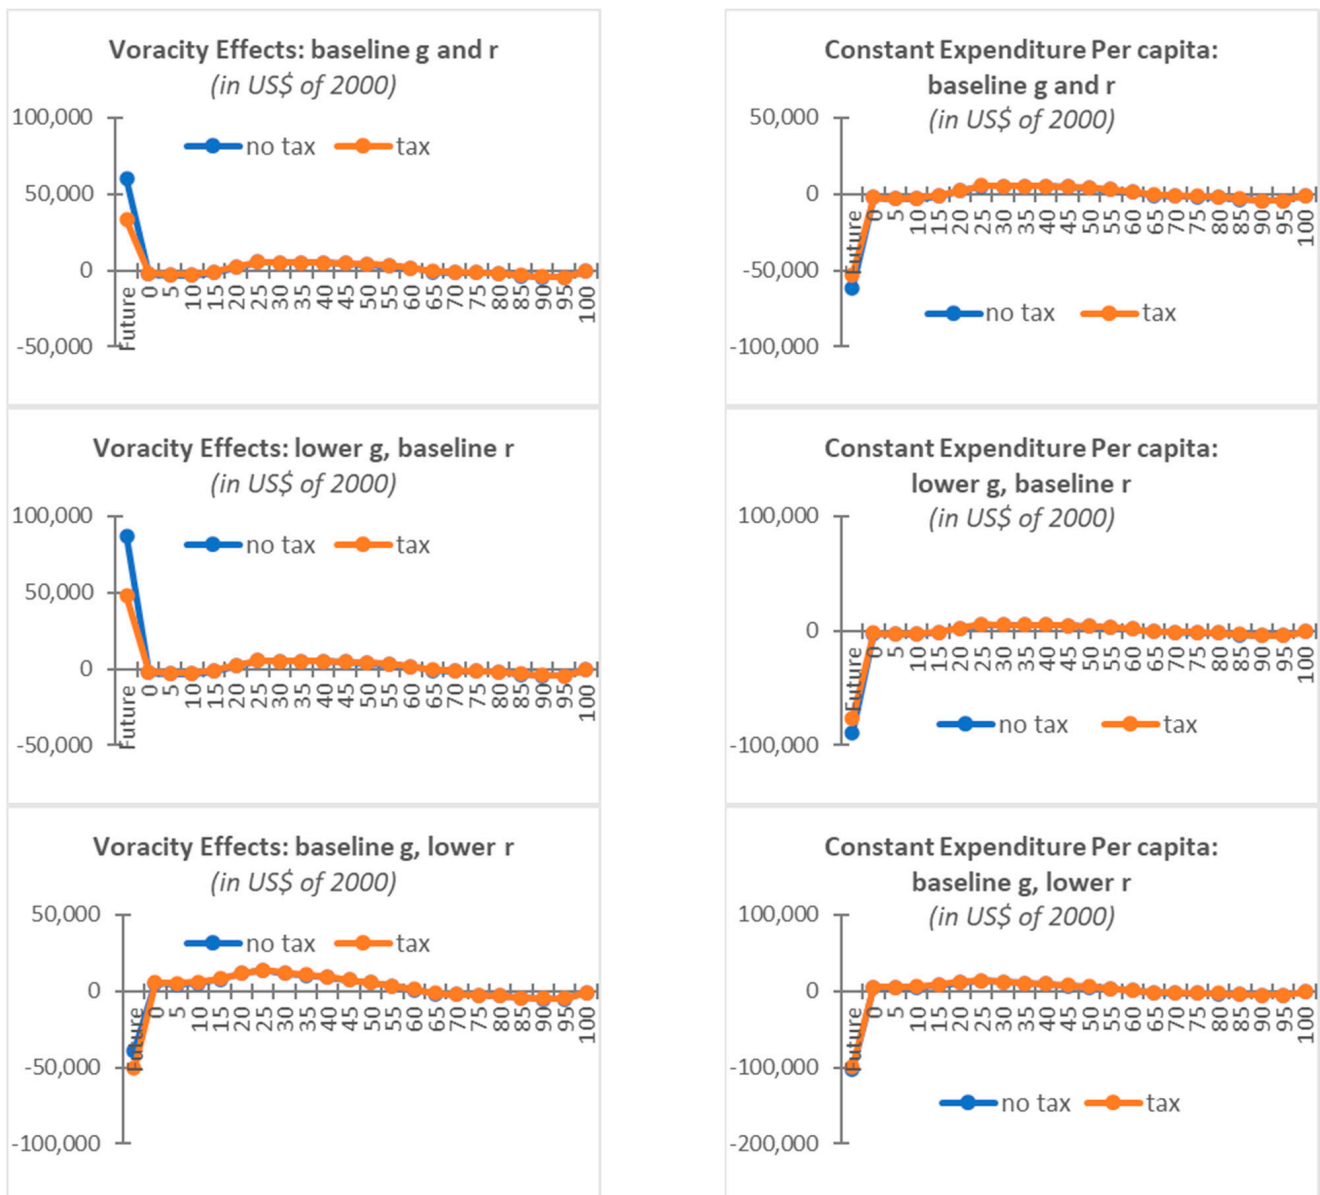 Voracity Effects: baseline g and r
(in US$ of 2000)
100,000
no tax tax
50,000
0
Future 0 5 10 15 20 25 30 35 40 45 50 55 60 65 70 75 80 85 90 95 100
-50,000
Constant Expenditure Per capita:
baseline g and r
(in US$ of 2000)
50,000
0
Future 0 5 10 15 20 25 30 35 40 45 50 55 60 65 70 75 80 85 90 95 100
-50,000
no tax tax
-100,000
Voracity Effects: lower g, baseline r
(in US$ of 2000)
100,000
no tax tax
50,000
0
Future 0 5 10 15 20 25 30 35 40 45 50 55 60 65 70 75 80 85 90 95 100
-50,000
Constant Expenditure Per capita:
lower g, baseline r
(in US$ of 2000)
100,000
0
Future 0 5 10 15 20 25 30 35 40 45 50 55 60 65 70 75 80 85 90 95 100
no tax tax
-100,000
Voracity Effects: baseline g, lower r
(in US$ of 2000)
50,000
no tax tax
0
Future 0 5 10 15 20 25 30 35 40 45 50 55 60 65 70 75 80 85 90 95 100
-50,000
-100,000
Constant Expenditure Per capita:
baseline g, lower r
(in US$ of 2000)
100,000
0
Future 0 5 10 15 20 25 30 35 40 45 50 55 60 65 70 75 80 85 90 95 100
-100,000
no tax tax
-200,000